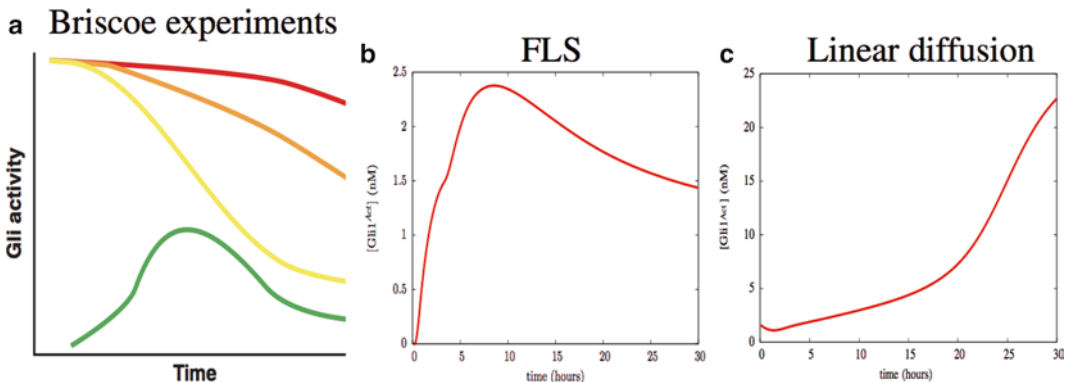 a Briscoe experiments
Gli activity
Time
b FLS
[Gli1^Act] (nM)
2.5
2
1.5
1
0.5
0
0 5 10 15 20 25 30
time (hours)
c Linear diffusion
[Gli1^Act] (nM)
25
20
15
10
5
0
0 5 10 15 20 25 30
time (hours)